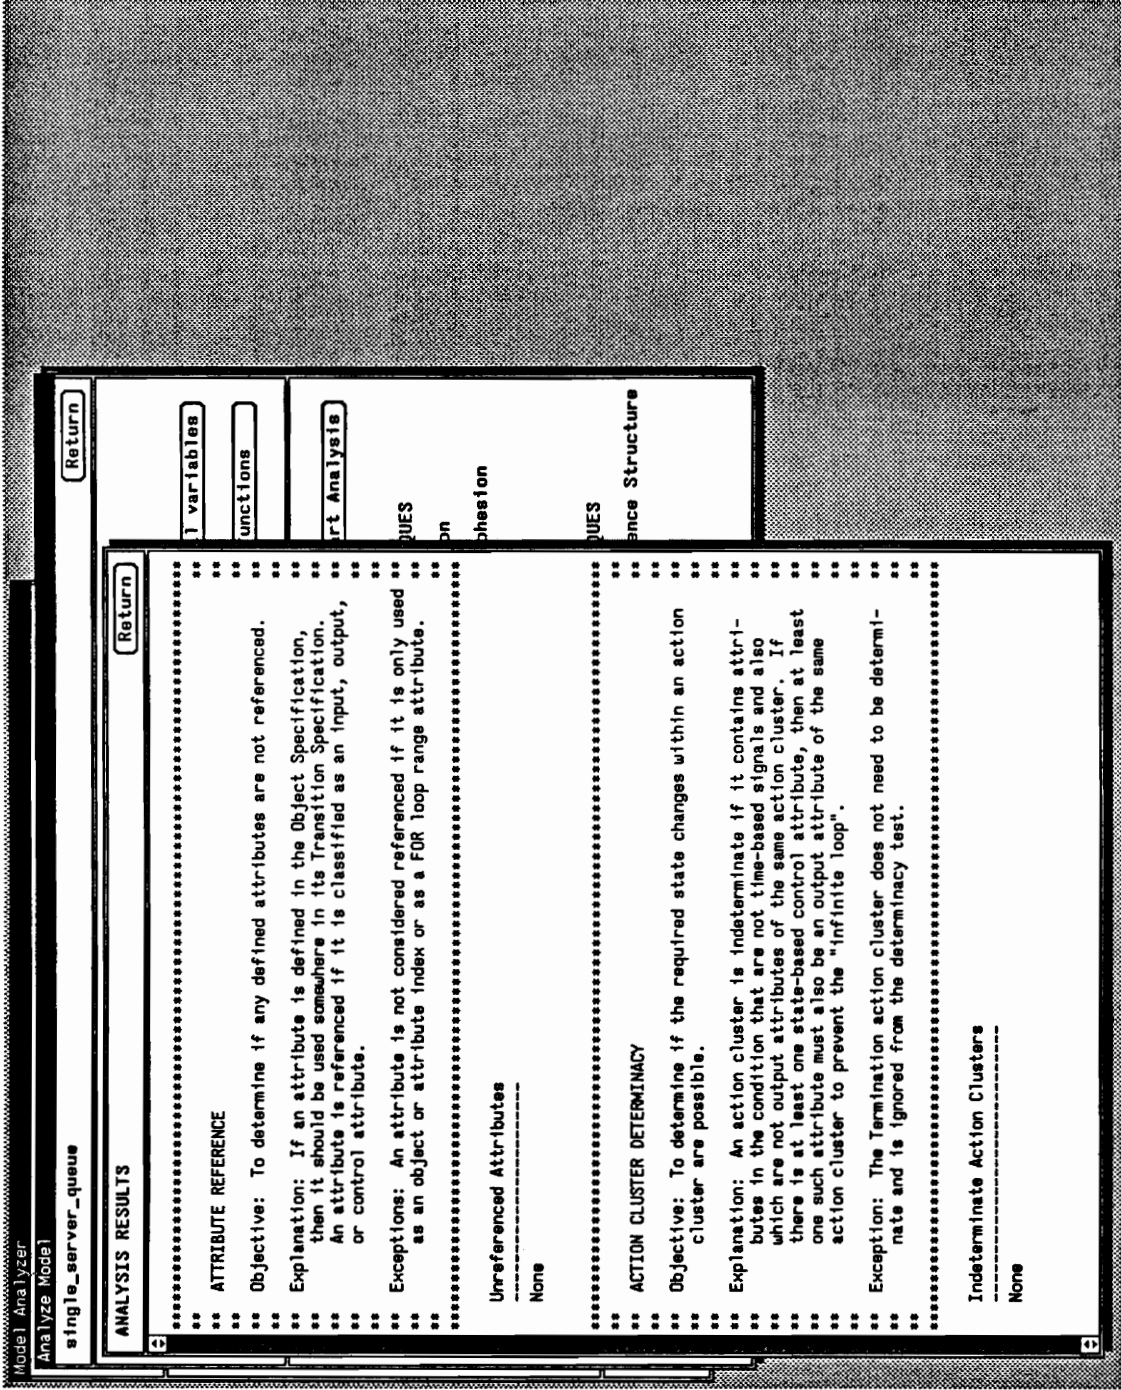 Model Analyzer
Analyze Model
single_server_queue
Return
l variables
unctions
rt Analysis
QUES
on
ohesion
QUES
ence Structure
ANALYSIS RESULTS
Return
**********************************************************************
** **
** ATTRIBUTE REFERENCE **
** **
** Objective: To determine if any defined attributes are not referenced. **
** **
** Explanation: If an attribute is defined in the Object Specification, **
** then it should be used somewhere in its Transition Specification. **
** An attribute is referenced if it is classified as an input, output, **
** or control attribute. **
** **
** Exceptions: An attribute is not considered referenced if it is only used **
** as an object or attribute index or as a FOR loop range attribute. **
** **
**********************************************************************
Unreferenced Attributes
-----------------------
None
**********************************************************************
** **
** ACTION CLUSTER DETERMINACY **
** **
** Objective: To determine if the required state changes within an action **
** cluster are possible. **
** **
** Explanation: An action cluster is indeterminate if it contains attri- **
** butes in the condition that are not time-based signals and also **
** which are not output attributes of the same action cluster. If **
** there is at least one state-based control attribute, then at least **
** one such attribute must also be an output attribute of the same **
** action cluster to prevent the "infinite loop". **
** **
** Exception: The Termination action cluster does not need to be determi- **
** nate and is ignored from the determinacy test. **
** **
**********************************************************************
Indeterminate Action Clusters
-----------------------------
None